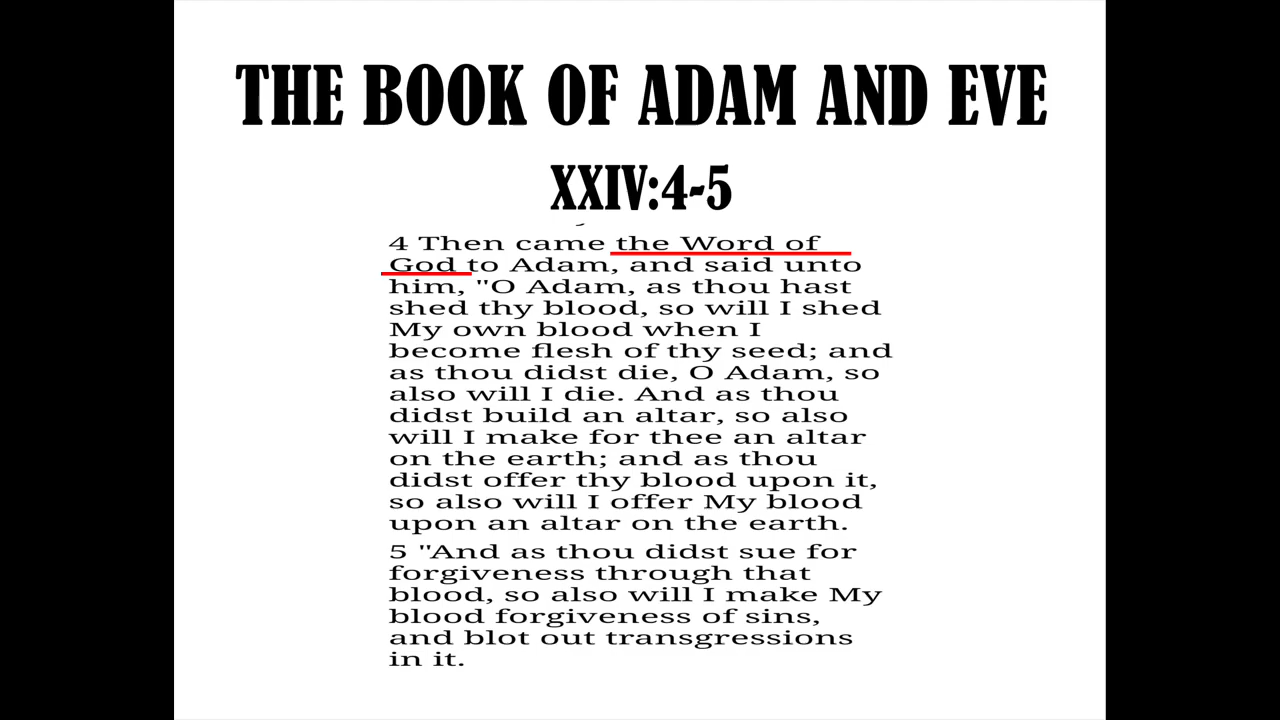 THE BOOK OF ADAM AND EVE
XXIV:4-5
4 Then came the Word of
God to Adam, and said unto
him, "O Adam, as thou hast
shed thy blood, so will I shed
My own blood when I
become flesh of thy seed; and
as thou didst die, O Adam, so
also will I die. And as thou
didst build an altar, so also
will I make for thee an altar
on the earth; and as thou
didst offer thy blood upon it,
so also will I offer My blood
upon an altar on the earth.
5 "And as thou didst sue for
forgiveness through that
blood, so also will I make My
blood forgiveness of sins,
and blot out transgressions
in it.